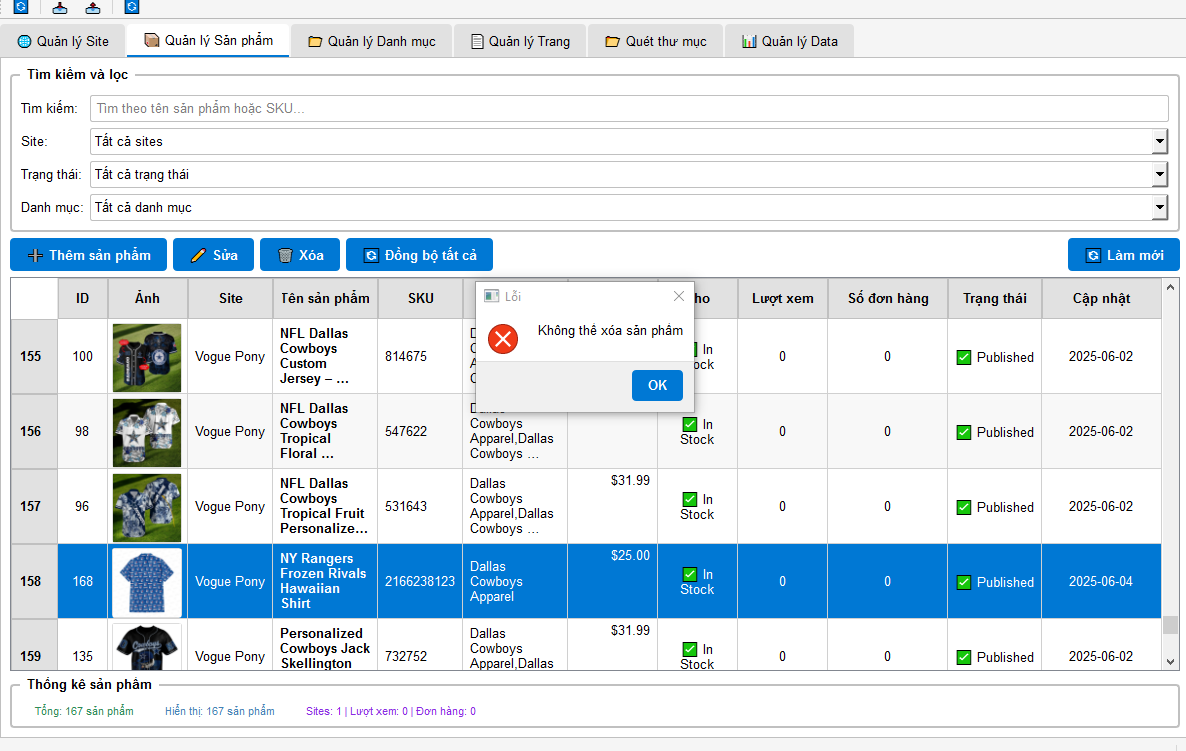 Quản lý Site
Quản lý Sản phẩm
Quản lý Danh mục
Quản lý Trang
Quét thư mục
Quản lý Data
Tìm kiếm và lọc
Tìm kiếm:
Tìm theo tên sản phẩm hoặc SKU...
Site:
Tất cả sites
Trạng thái:
Tất cả trạng thái
Danh mục:
Tất cả danh mục
Thêm sản phẩm
Sửa
Xóa
Đồng bộ tất cả
Làm mới
ID
Ảnh
Site
Tên sản phẩm
SKU
Lượt xem
Số đơn hàng
Trạng thái
Cập nhật
Lỗi
Không thể xóa sản phẩm
OK
155
100
Vogue Pony
NFL Dallas
Cowboys
Custom
Jersey – ...
814675
In
0
0
Published
2025-06-02
156
98
Vogue Pony
NFL Dallas
Cowboys
Tropical
Floral ...
547622
Dallas
Cowboys
Apparel,Dallas
Cowboys ...
In
Stock
0
0
Published
2025-06-02
157
96
Vogue Pony
NFL Dallas
Cowboys
Tropical Fruit
Personalize...
531643
Dallas
Cowboys
Apparel,Dallas
Cowboys ...
$31.99
In
Stock
0
0
Published
2025-06-02
158
168
Vogue Pony
NY Rangers
Frozen Rivals
Hawaiian
Shirt
2166238123
Dallas
Cowboys
Apparel
$25.00
In
Stock
0
0
Published
2025-06-04
159
135
Vogue Pony
Personalized
Cowboys Jack
Skellington
732752
Dallas
Cowboys
Apparel,Dallas
$31.99
In
Stock
0
0
Published
2025-06-02
Thống kê sản phẩm
Tổng: 167 sản phẩm
Hiển thị: 167 sản phẩm
Sites: 1 | Lượt xem: 0 | Đơn hàng: 0